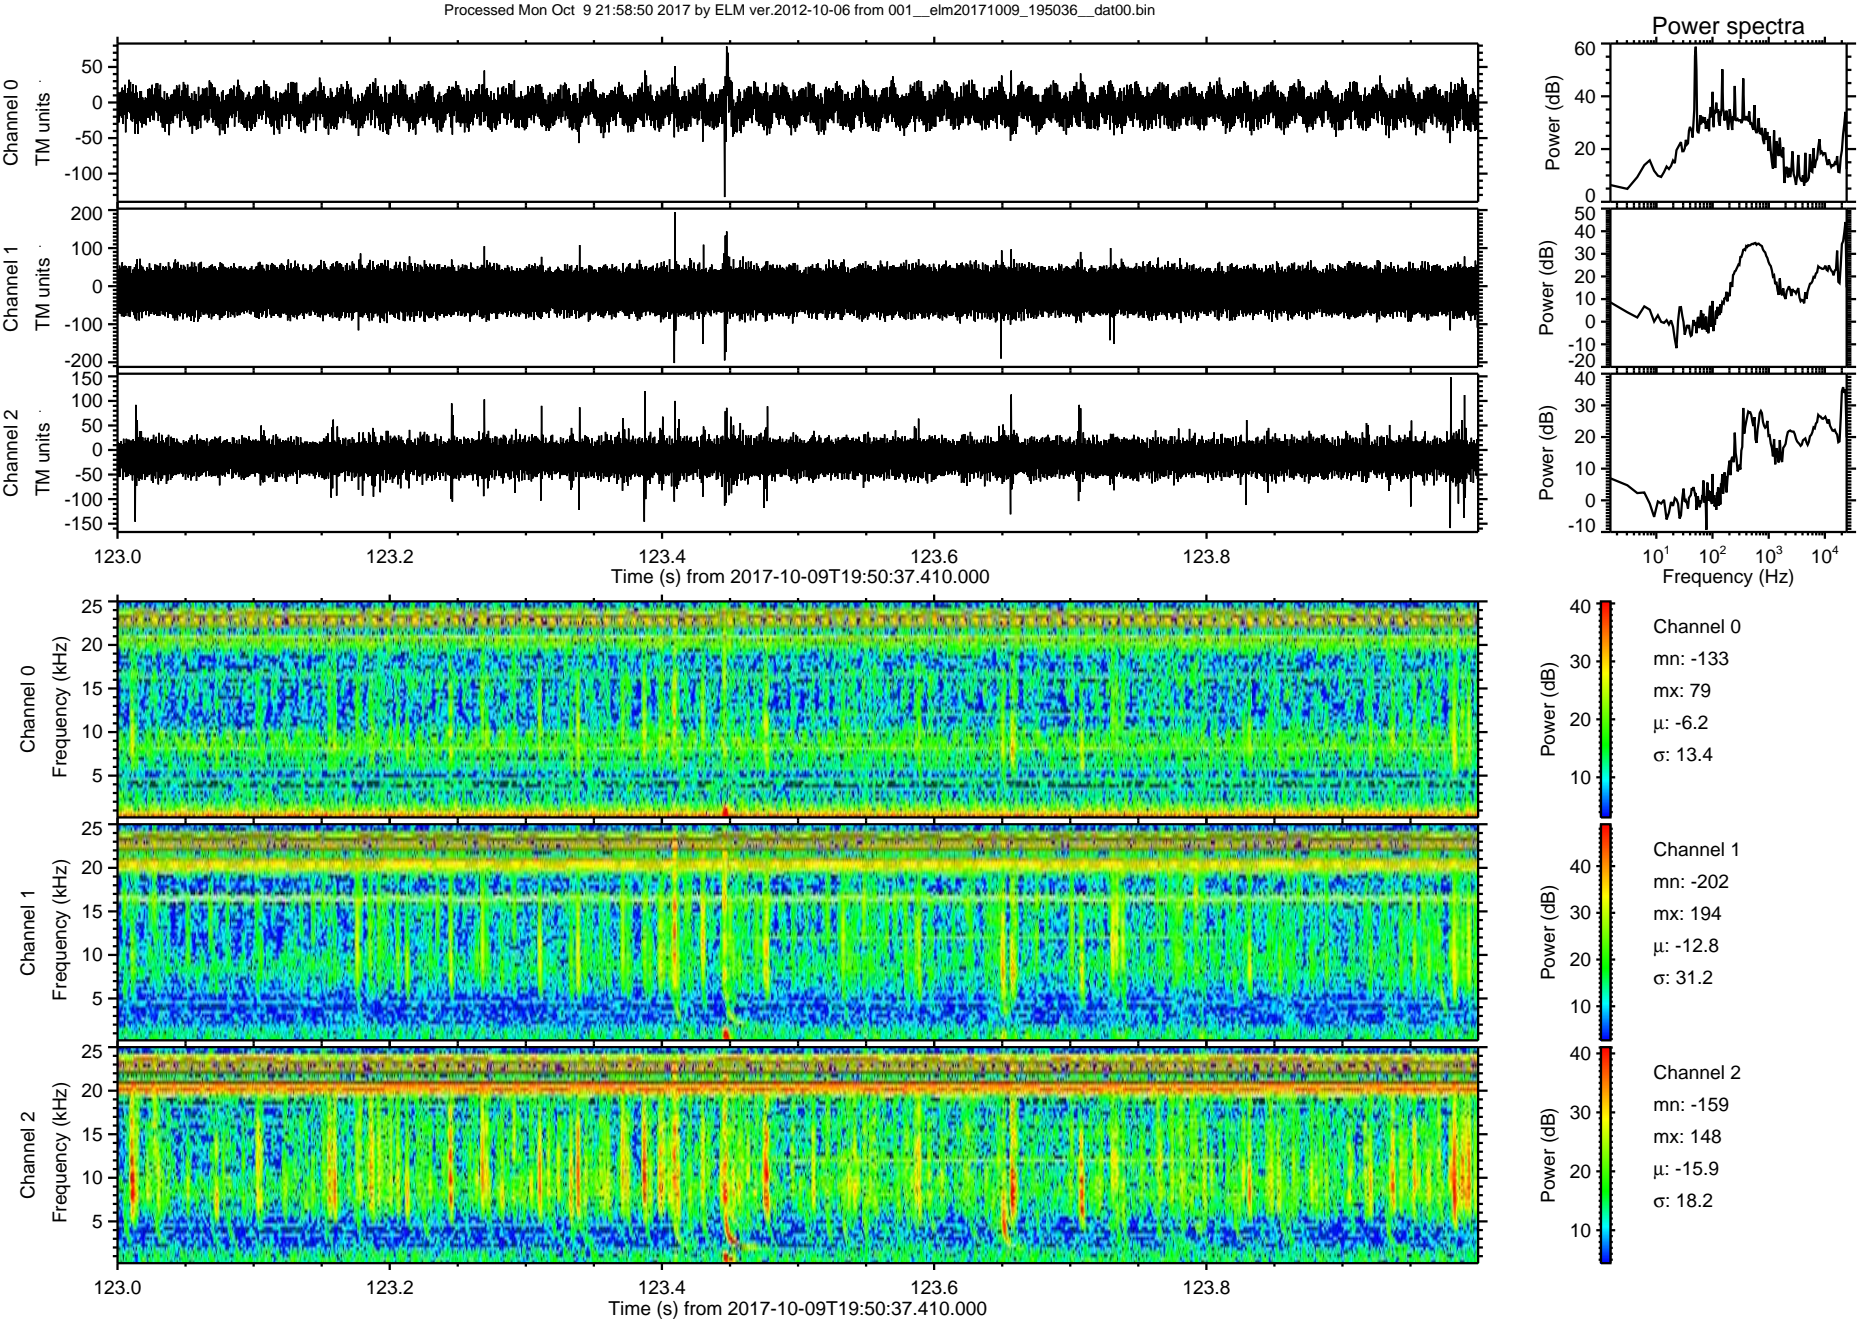 Processed Mon Oct  9 21:58:50 2017 by ELM ver.2012-10-06 from 001__elm20171009_195036__dat00.bin
Power spectra
Channel 0
TM units
50
0
-50
-100
Power (dB)
60
40
20
0
Channel 1
TM units
200
100
0
-100
-200
Power (dB)
50
40
30
20
10
0
-10
-20
Channel 2
TM units
150
100
50
0
-50
-100
-150
Power (dB)
40
30
20
10
0
-10
123.0 123.2 123.4 123.6 123.8
Time (s) from 2017-10-09T19:50:37.410.000
10^1 10^2 10^3 10^4
Frequency (Hz)
Channel 0
Frequency (kHz)
25
20
15
10
5
Power (dB)
40
30
20
10
Channel 0
mn: -133
mx: 79
μ: -6.2
σ: 13.4
Channel 1
Frequency (kHz)
25
20
15
10
5
Power (dB)
40
30
20
10
Channel 1
mn: -202
mx: 194
μ: -12.8
σ: 31.2
Channel 2
Frequency (kHz)
25
20
15
10
5
Power (dB)
40
30
20
10
Channel 2
mn: -159
mx: 148
μ: -15.9
σ: 18.2
123.0 123.2 123.4 123.6 123.8
Time (s) from 2017-10-09T19:50:37.410.000